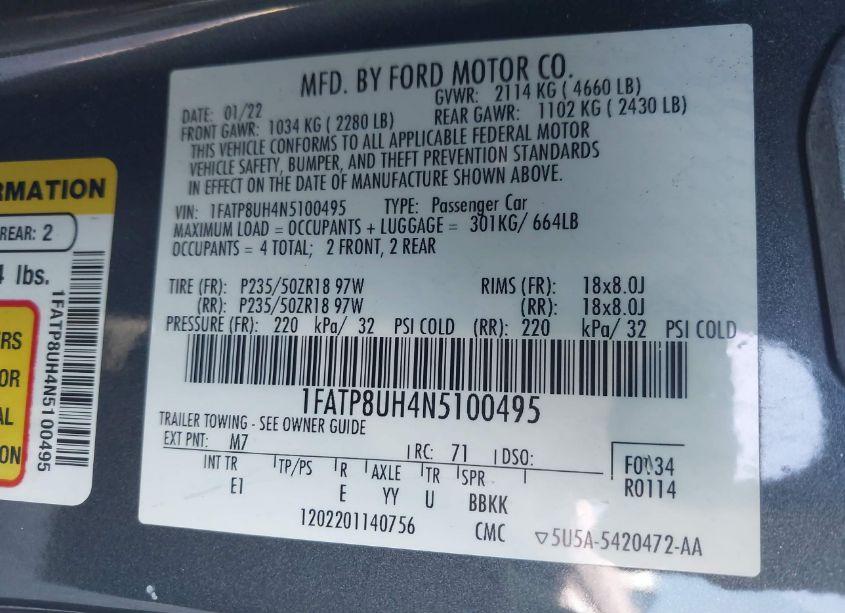 MFD. BY FORD MOTOR CO.
DATE: 01/22 GVWR: 2114 KG ( 4660 LB)
FRONT GAWR: 1034 KG ( 2280 LB) REAR GAWR: 1102 KG ( 2430 LB)
THIS VEHICLE CONFORMS TO ALL APPLICABLE FEDERAL MOTOR
VEHICLE SAFETY, BUMPER, AND THEFT PREVENTION STANDARDS
IN EFFECT ON THE DATE OF MANUFACTURE SHOWN ABOVE.
VIN: 1FATP8UH4N5100495 TYPE: Passenger Car
MAXIMUM LOAD = OCCUPANTS + LUGGAGE = 301KG/ 664LB
OCCUPANTS = 4 TOTAL; 2 FRONT, 2 REAR
TIRE (FR): P235/50ZR18 97W RIMS (FR): 18x8.0J
(RR): P235/50ZR18 97W (RR): 18x8.0J
PRESSURE (FR): 220 kPa/ 32 PSI COLD (RR): 220 kPa/ 32 PSI COLD
1FATP8UH4N5100495
TRAILER TOWING - SEE OWNER GUIDE
EXT PNT: M7 RC: 71 DSO:
INT TR TP/PS R AXLE TR SPR
E1 E YY U BBKK
R0114
1202201140756 CMC ▽5U5A-5420472-AA
RMATION
REAR: 2
lbs.
1FATP8UH4N5100495
ERS
OR
AL
ON